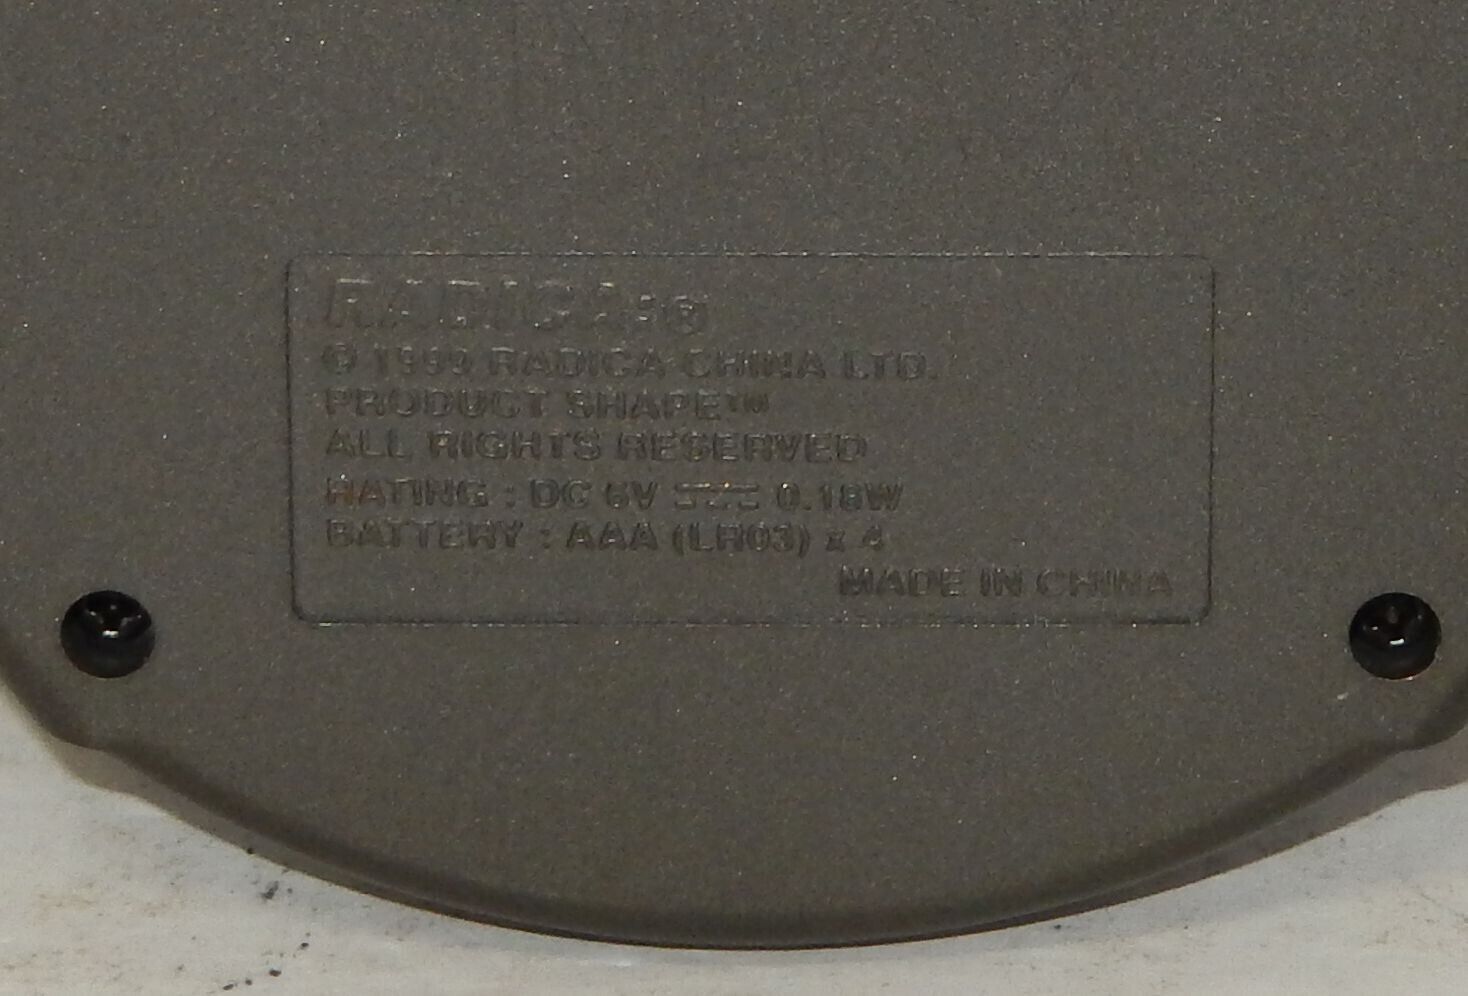 RADICA:®
© 1999 RADICA CHINA LTD.
PRODUCT SHAPE™
ALL RIGHTS RESERVED
RATING : DC 6V ⎓ 0.18W
BATTERY : AAA (LR03) x 4
MADE IN CHINA